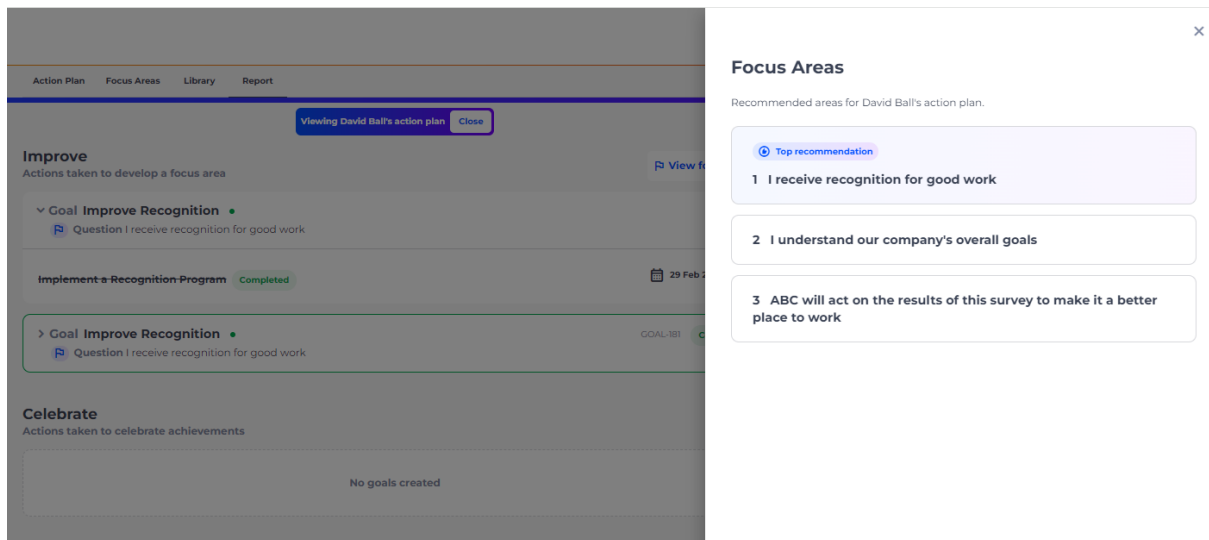 Action Plan Focus Areas Library Report
Viewing David Ball's action plan Close
Improve
Actions taken to develop a focus area
View
Goal Improve Recognition
Question I receive recognition for good work
Implement a Recognition Program Completed
29 Feb
Goal Improve Recognition
GOAL-181
Question I receive recognition for good work
Celebrate
Actions taken to celebrate achievements
No goals created
Focus Areas
Recommended areas for David Ball's action plan.
Top recommendation
1 I receive recognition for good work
2 I understand our company's overall goals
3 ABC will act on the results of this survey to make it a better
place to work